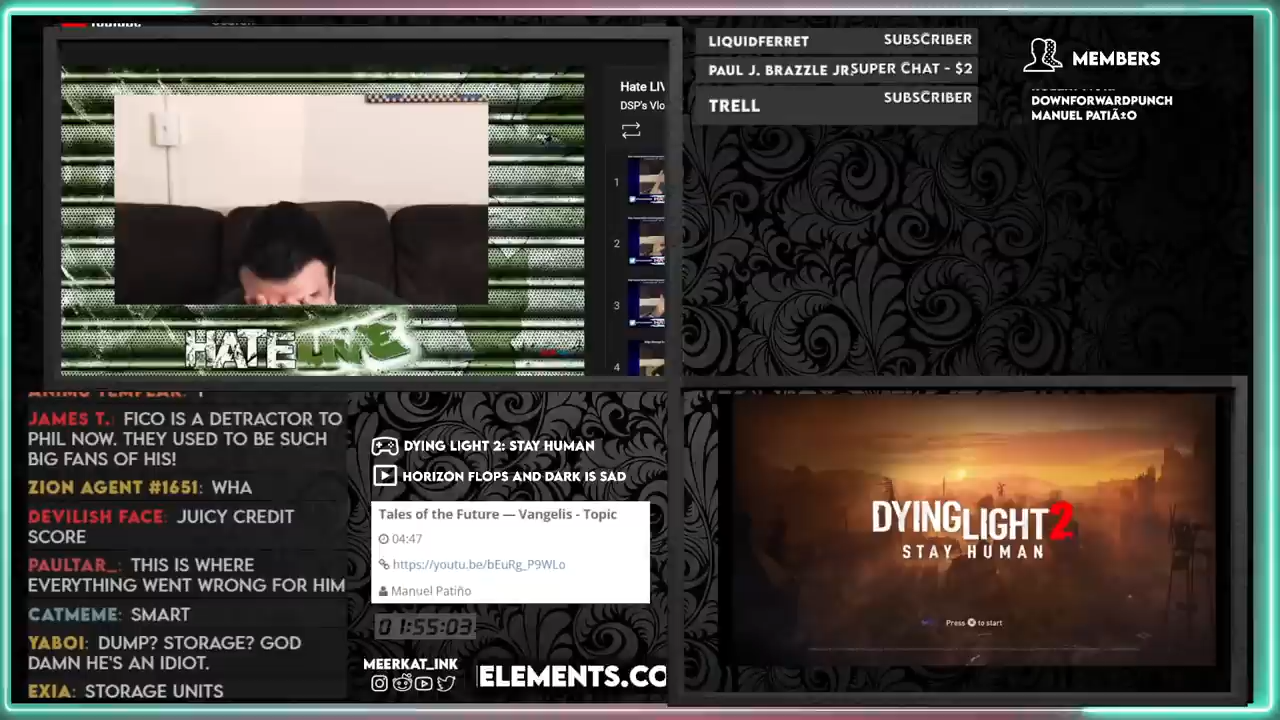 Hate LIV
DSP's Vlo
1
2
3
4
HATE LIVE
LIQUIDFERRET SUBSCRIBER
PAUL J. BRAZZLE JR. SUPER CHAT - $2
TRELL SUBSCRIBER
MEMBERS
DOWNFORWARDPUNCH
MANUEL PATIÃ±O
ANIMU TEMPLAR:
JAMES T.: FICO IS A DETRACTOR TO
PHIL NOW. THEY USED TO BE SUCH
BIG FANS OF HIS!
ZION AGENT #1651: WHA
DEVILISH FACE: JUICY CREDIT
SCORE
PAULTAR_: THIS IS WHERE
EVERYTHING WENT WRONG FOR HIM
CATMEME: SMART
YABOI: DUMP? STORAGE? GOD
DAMN HE'S AN IDIOT.
EXIA: STORAGE UNITS
DYING LIGHT 2: STAY HUMAN
HORIZON FLOPS AND DARK IS SAD
Tales of the Future — Vangelis - Topic
04:47
https://youtu.be/bEuRg_P9WLo
Manuel Patiño
01:55:03
MEERKAT_INK
ELEMENTS.CO
DYING LIGHT 2
STAY HUMAN
Press to start